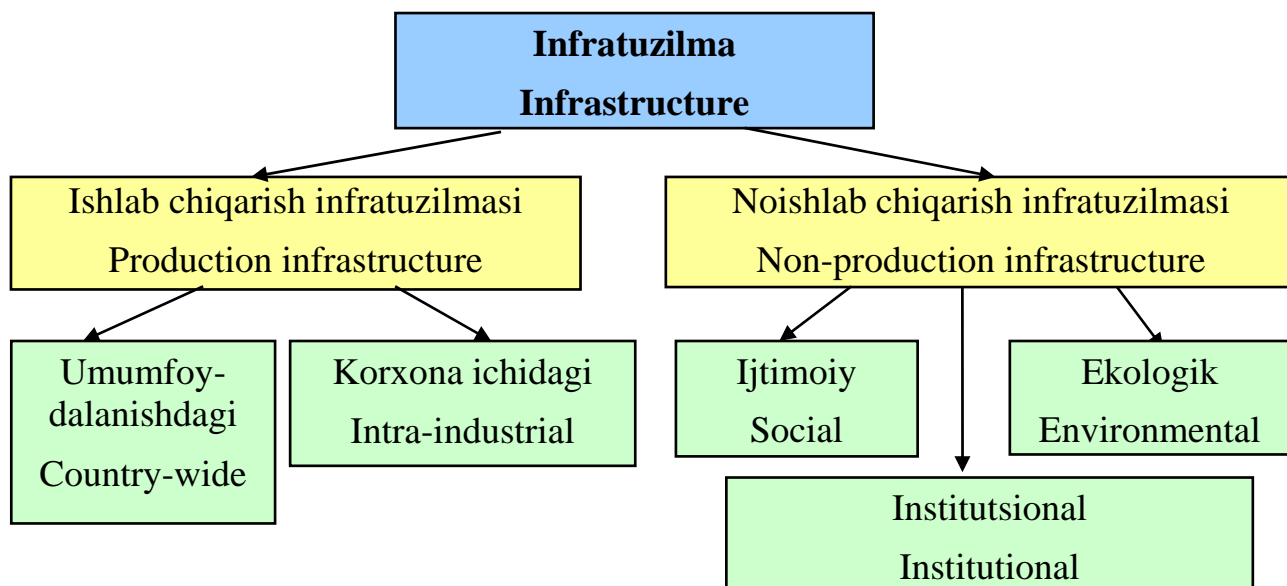 Infratuzilma
Infrastructure
Ishlab chiqarish infratuzilmasi
Production infrastructure
Noishlab chiqarish infratuzilmasi
Non-production infrastructure
Umumfoy-
dalanishdagi
Country-wide
Korxona ichidagi
Intra-industrial
Ijtimoiy
Social
Ekologik
Environmental
Institutsional
Institutional